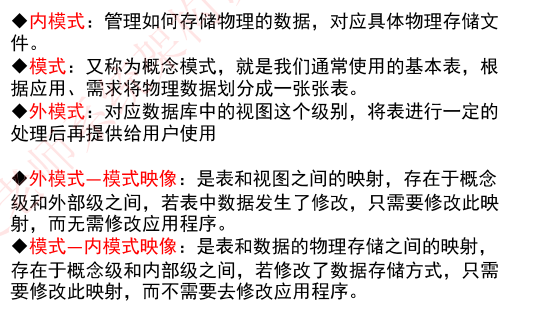 ◆内模式：管理如何存储物理的数据，对应具体物理存储文
件。
◆模式：又称为概念模式，就是我们通常使用的基本表，根
据应用、需求将物理数据划分成一张张表。
◆外模式：对应数据库中的视图这个级别，将表进行一定的
处理后再提供给用户使用
◆外模式—模式映像：是表和视图之间的映射，存在于概念
级和外部级之间，若表中数据发生了修改，只需要修改此映
射，而无需修改应用程序。
◆模式—内模式映像：是表和数据的物理存储之间的映射，
存在于概念级和内部级之间，若修改了数据存储方式，只需
要修改此映射，而不需要去修改应用程序。